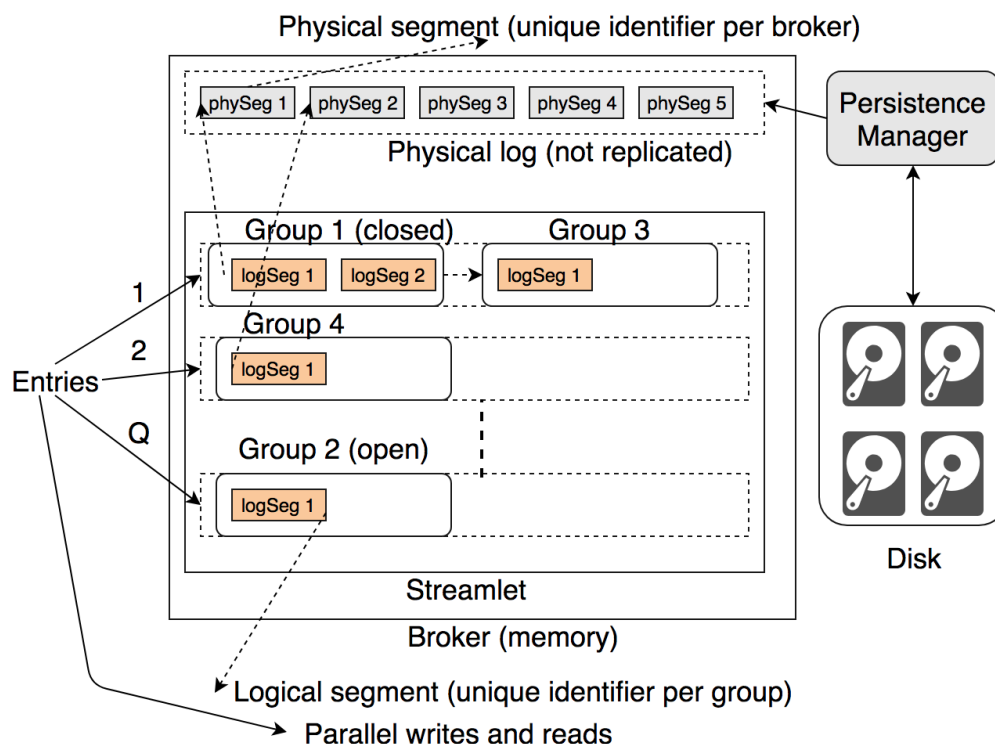 Physical segment (unique identifier per broker)
phySeg 1
phySeg 2
phySeg 3
phySeg 4
phySeg 5
Persistence
Manager
Physical log (not replicated)
Group 1 (closed)
Group 3
logSeg 1
logSeg 2
logSeg 1
1
Group 4
2
logSeg 1
Entries
Q
Group 2 (open)
logSeg 1
Disk
Streamlet
Broker (memory)
Logical segment (unique identifier per group)
Parallel writes and reads